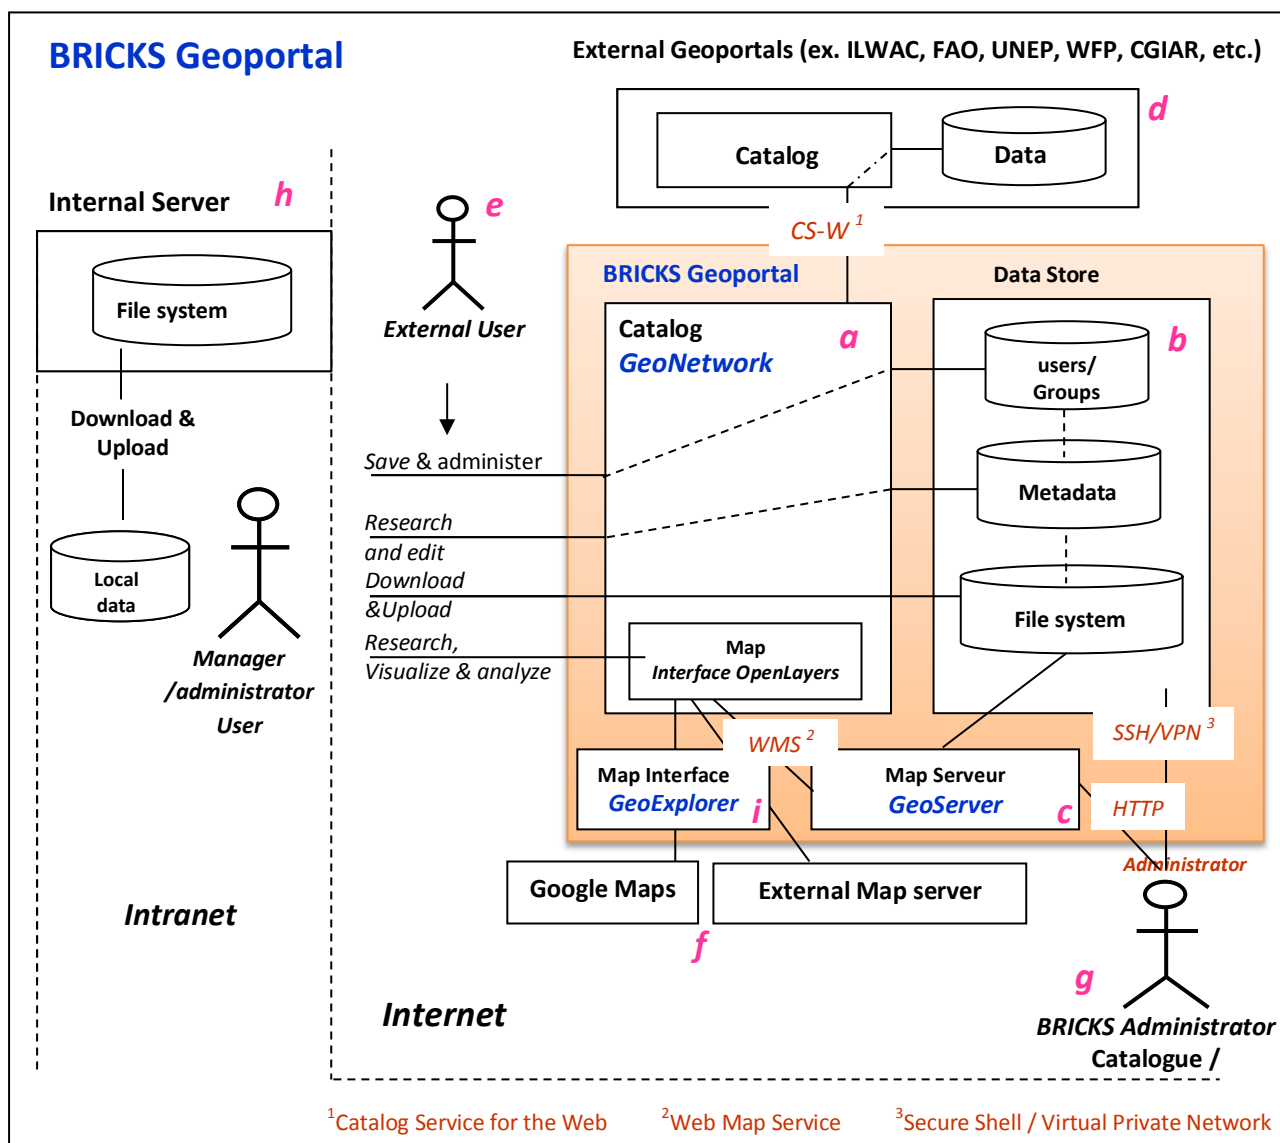 BRICKS Geoportal
External Geoportals (ex. ILWAC, FAO, UNEP, WFP, CGIAR, etc.)
d
Catalog
Data
Internal Server
h
e
CS-W 1
File system
External User
BRICKS Geoportal
Data Store
Catalog
GeoNetwork
a
b
users/
Groups
Download &
Upload
Save & administer
Metadata
Research
and edit
Download
&Upload
Local
data
File system
Manager
/administrator
User
Research,
Visualize & analyze
Map
Interface OpenLayers
WMS 2
SSH/VPN 3
Map Interface
GeoExplorer
i
Map Serveur
GeoServer
c
HTTP
Administrator
Google Maps
External Map server
f
Intranet
Internet
g
BRICKS Administrator
Catalogue /
1Catalog Service for the Web
2Web Map Service
3Secure Shell / Virtual Private Network